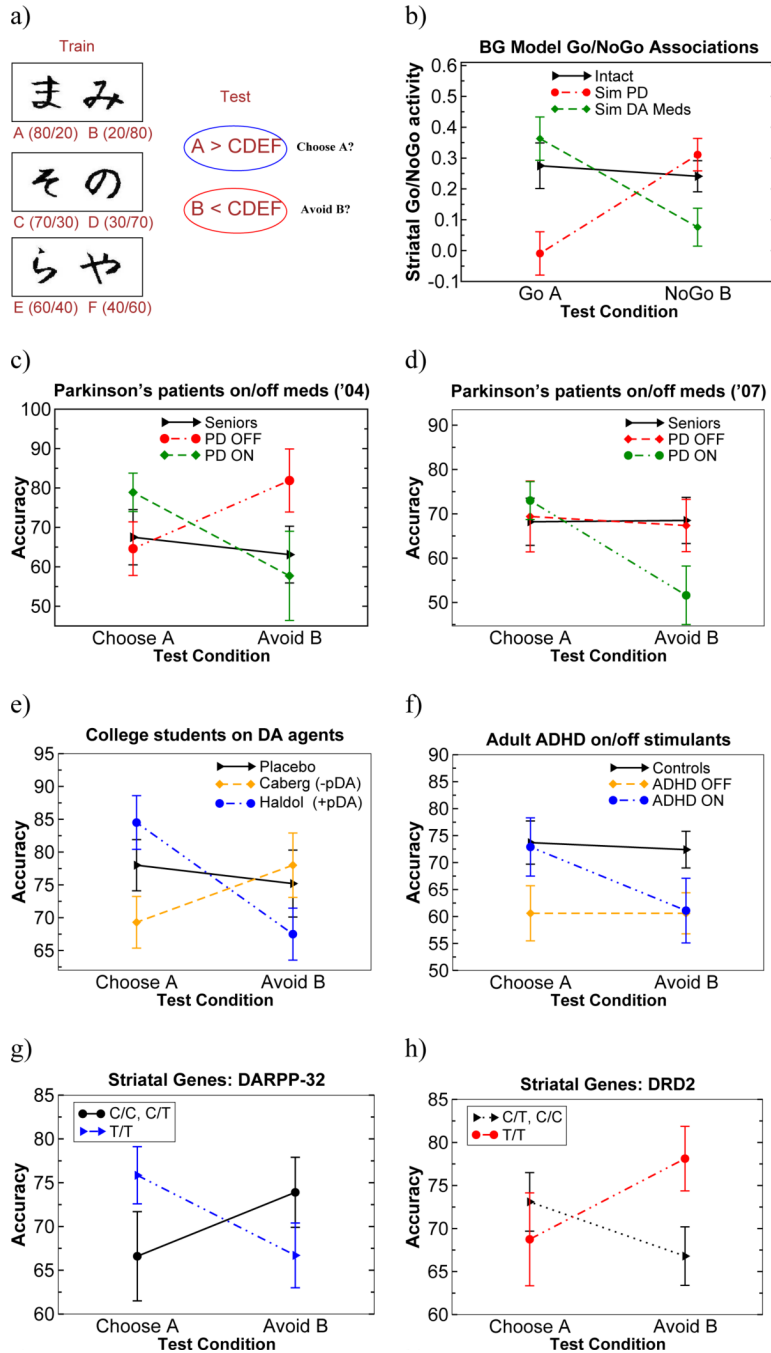 a)
Train
まみ
A (80/20) B (20/80)
その
C (70/30) D (30/70)
らや
E (60/40) F (40/60)
Test
A > CDEF Choose A?
B < CDEF Avoid B?
b)
BG Model Go/NoGo Associations
Striatal Go/NoGo activity
0.6
0.5
0.4
0.3
0.2
0.1
0.0
-0.1
Intact
Sim PD
Sim DA Meds
Go A NoGo B
Test Condition
c)
Parkinson's patients on/off meds ('04)
Accuracy
100
90
80
70
60
50
Seniors
PD OFF
PD ON
Choose A Avoid B
Test Condition
d)
Parkinson's patients on/off meds ('07)
Accuracy
90
80
70
60
50
Seniors
PD OFF
PD ON
Choose A Avoid B
Test Condition
e)
College students on DA agents
Accuracy
95
90
85
80
75
70
65
Placebo
Caberg (-pDA)
Haldol (+pDA)
Choose A Avoid B
Test Condition
f)
Adult ADHD on/off stimulants
Accuracy
90
85
80
75
70
65
60
55
50
Controls
ADHD OFF
ADHD ON
Choose A Avoid B
Test Condition
g)
Striatal Genes: DARPP-32
Accuracy
85
80
75
70
65
60
C/C, C/T
T/T
Choose A Avoid B
Test Condition
h)
Striatal Genes: DRD2
Accuracy
85
80
75
70
65
60
C/T, C/C
T/T
Choose A Avoid B
Test Condition